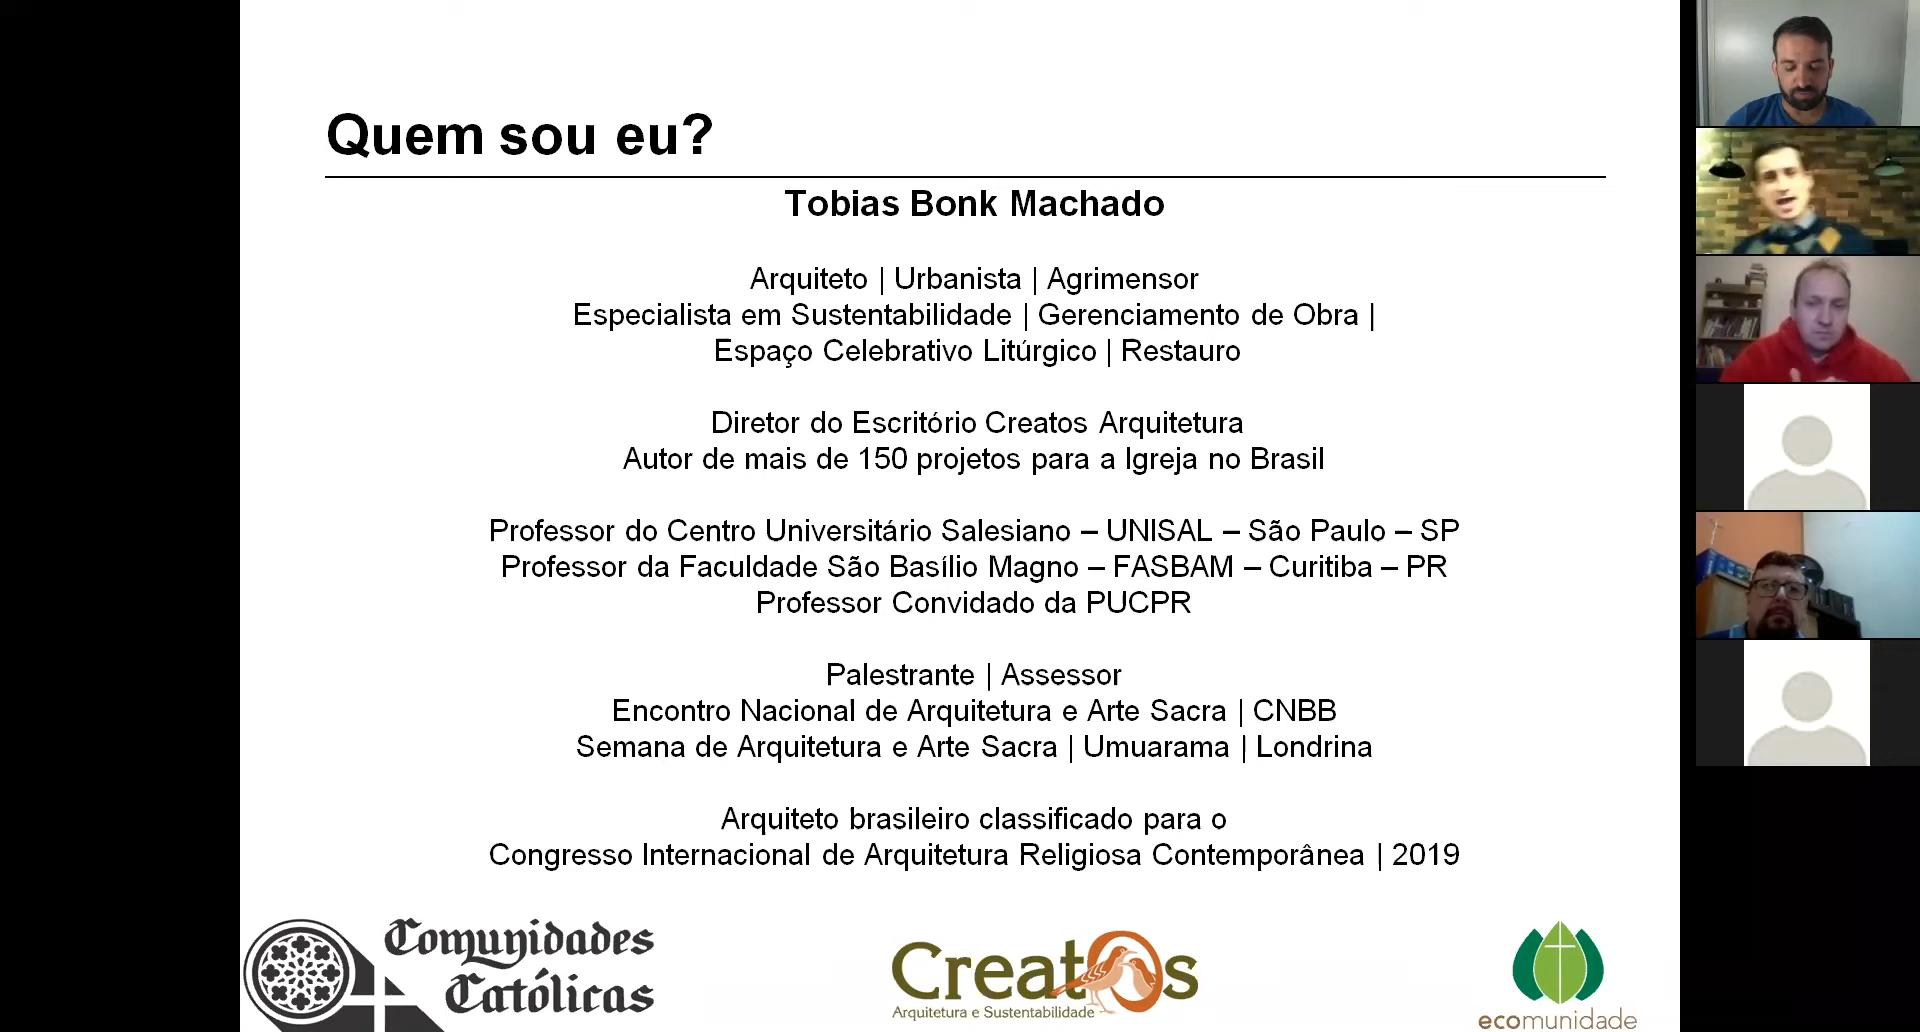 Quem sou eu?
Tobias Bonk Machado
Arquiteto | Urbanista | Agrimensor
Especialista em Sustentabilidade | Gerenciamento de Obra |
Espaço Celebrativo Litúrgico | Restauro
Diretor do Escritório Creatos Arquitetura
Autor de mais de 150 projetos para a Igreja no Brasil
Professor do Centro Universitário Salesiano – UNISAL – São Paulo – SP
Professor da Faculdade São Basílio Magno – FASBAM – Curitiba – PR
Professor Convidado da PUCPR
Palestrante | Assessor
Encontro Nacional de Arquitetura e Arte Sacra | CNBB
Semana de Arquitetura e Arte Sacra | Umuarama | Londrina
Arquiteto brasileiro classificado para o
Congresso Internacional de Arquitetura Religiosa Contemporânea | 2019
Comunidades
Católicas
CreatOs
Arquitetura e Sustentabilidade
ecomunidade